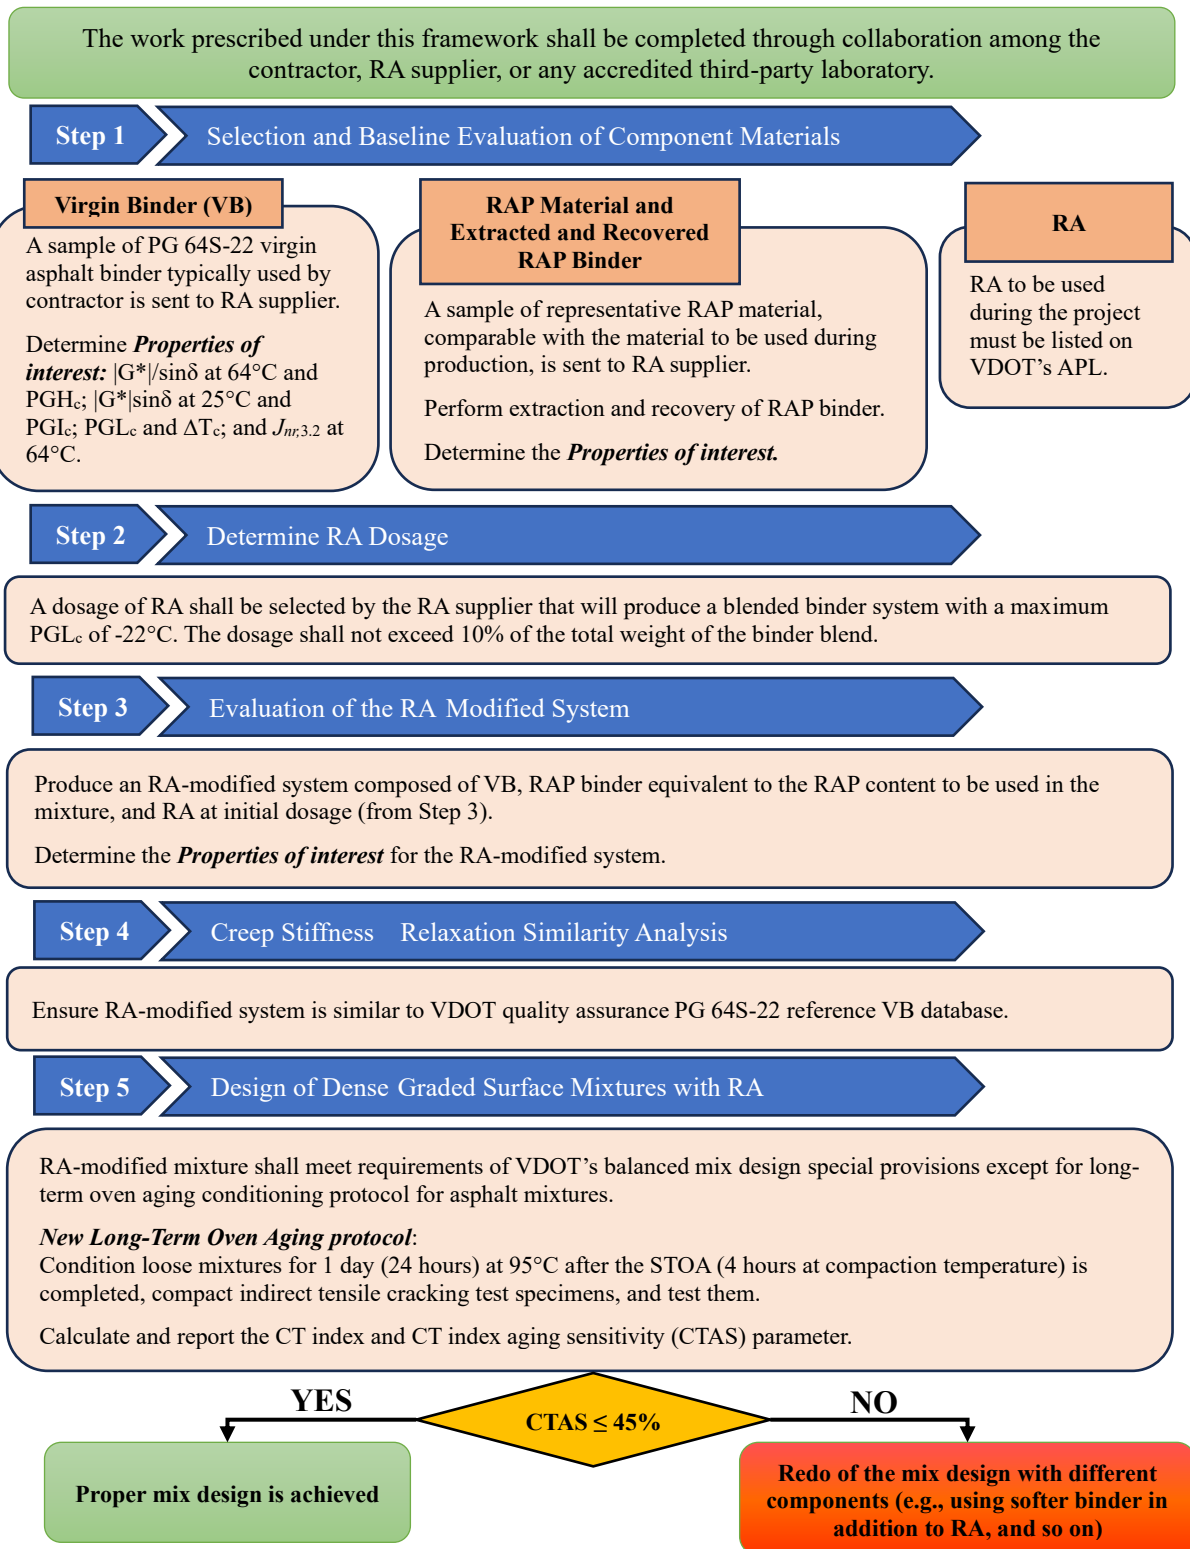 The work prescribed under this framework shall be completed through collaboration among the
contractor, RA supplier, or any accredited third-party laboratory.
Step 1
Selection and Baseline Evaluation of Component Materials
Virgin Binder (VB)
A sample of PG 64S-22 virgin
asphalt binder typically used by
contractor is sent to RA supplier.
Determine Properties of
interest: |G*|/sinδ at 64°C and
PGHc; |G*|sinδ at 25°C and
PGIc; PGLc and ΔTc; and Jnr,3.2 at
64°C.
RAP Material and
Extracted and Recovered
RAP Binder
A sample of representative RAP material,
comparable with the material to be used during
production, is sent to RA supplier.
Perform extraction and recovery of RAP binder.
Determine the Properties of interest.
RA
RA to be used
during the project
must be listed on
VDOT's APL.
Step 2
Determine RA Dosage
A dosage of RA shall be selected by the RA supplier that will produce a blended binder system with a maximum
PGLc of -22°C. The dosage shall not exceed 10% of the total weight of the binder blend.
Step 3
Evaluation of the RA Modified System
Produce an RA-modified system composed of VB, RAP binder equivalent to the RAP content to be used in the
mixture, and RA at initial dosage (from Step 3).
Determine the Properties of interest for the RA-modified system.
Step 4
Creep Stiffness Relaxation Similarity Analysis
Ensure RA-modified system is similar to VDOT quality assurance PG 64S-22 reference VB database.
Step 5
Design of Dense Graded Surface Mixtures with RA
RA-modified mixture shall meet requirements of VDOT's balanced mix design special provisions except for long-
term oven aging conditioning protocol for asphalt mixtures.
New Long-Term Oven Aging protocol:
Condition loose mixtures for 1 day (24 hours) at 95°C after the STOA (4 hours at compaction temperature) is
completed, compact indirect tensile cracking test specimens, and test them.
Calculate and report the CT index and CT index aging sensitivity (CTAS) parameter.
YES
CTAS ≤ 45%
NO
Proper mix design is achieved
Redo of the mix design with different
components (e.g., using softer binder in
addition to RA, and so on)